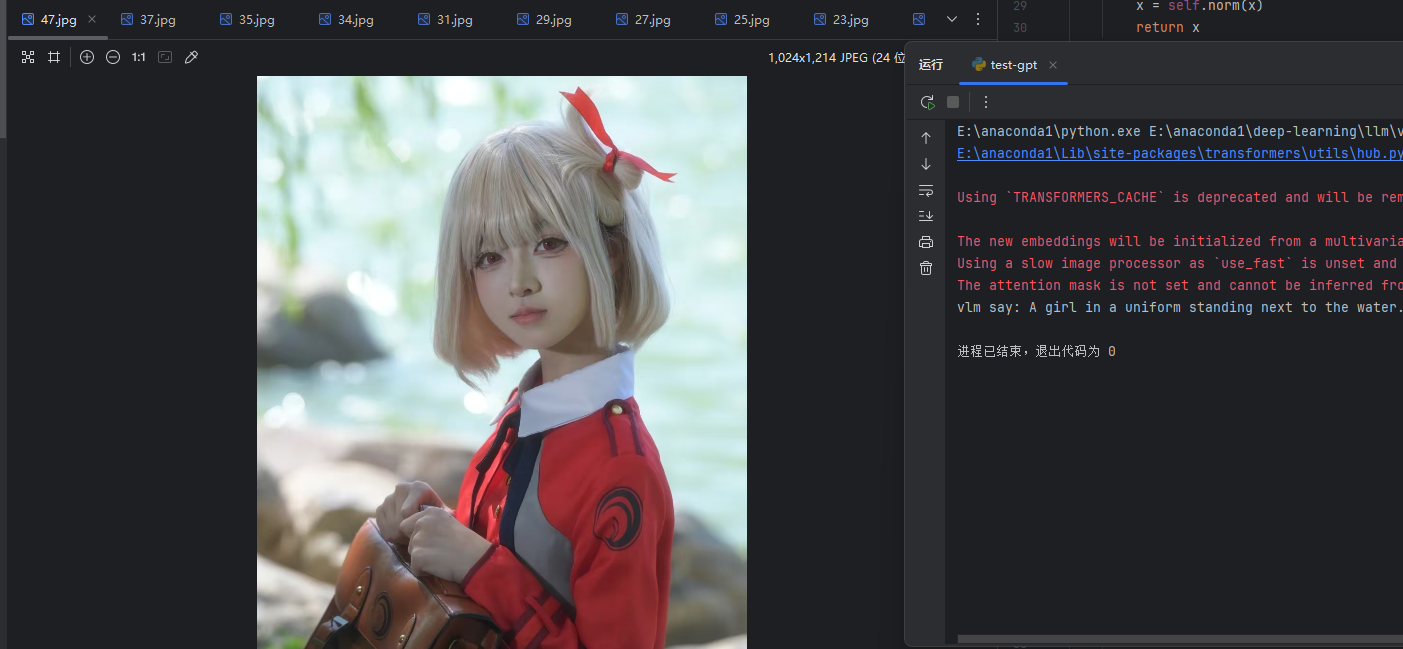 47.jpg 37.jpg 35.jpg 34.jpg 31.jpg 29.jpg 27.jpg 25.jpg 23.jpg
1:1
1,024x1,214 JPEG (24 位
29 x = self.norm(x)
30 return x
运行 test-gpt
E:\anaconda1\python.exe E:\anaconda1\deep-learning\llm\v
E:\anaconda1\Lib\site-packages\transformers\utils\hub.py
Using `TRANSFORMERS_CACHE` is deprecated and will be rem
The new embeddings will be initialized from a multivaria
Using a slow image processor as `use_fast` is unset and
The attention mask is not set and cannot be inferred fro
vlm say: A girl in a uniform standing next to the water.
进程已结束，退出代码为 0